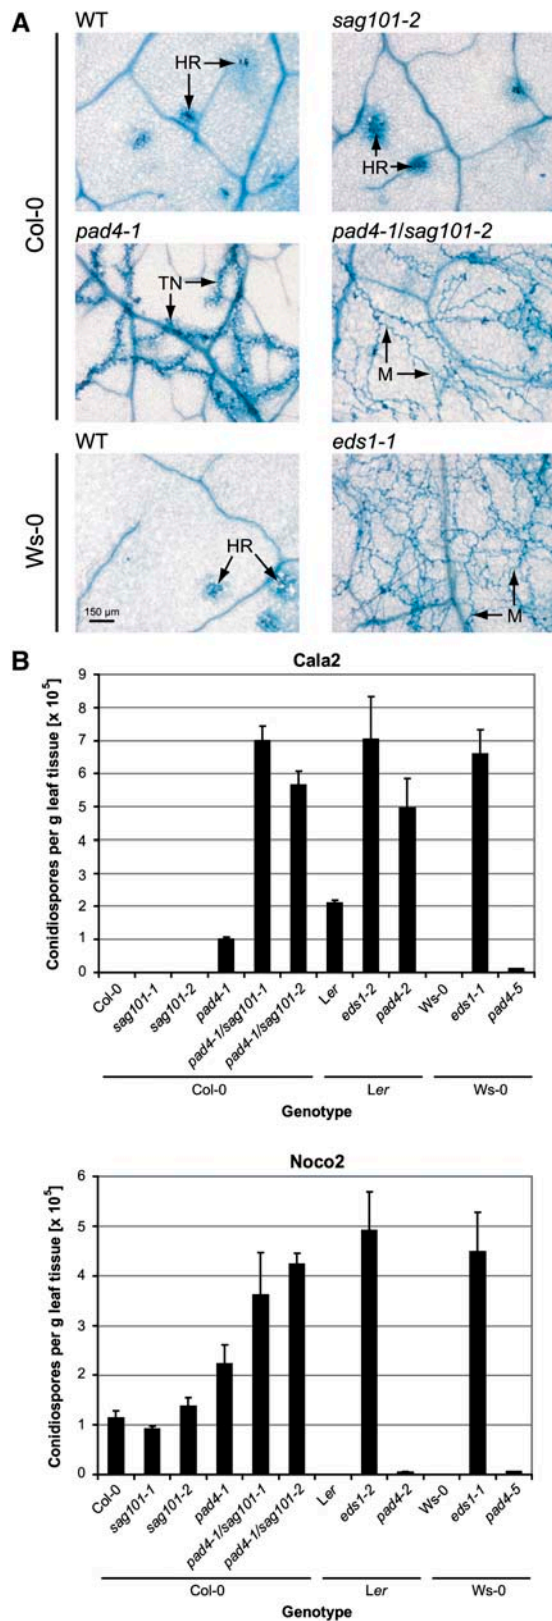 A
WT
sag101-2
HR
HR
Col-0
pad4-1
pad4-1/sag101-2
TN
M
WT
eds1-1
Ws-0
HR
150 µm
M
B
Cala2
Conidiospores per g leaf tissue [x 10⁵]
9
8
7
6
5
4
3
2
1
0
Col-0
sag101-1
sag101-2
pad4-1
pad4-1/sag101-1
pad4-1/sag101-2
Ler
eds1-2
pad4-2
Ws-0
eds1-1
pad4-5
Col-0
Ler
Ws-0
Genotype
Noco2
Conidiospores per g leaf tissue [x 10⁵]
6
5
4
3
2
1
0
Col-0
sag101-1
sag101-2
pad4-1
pad4-1/sag101-1
pad4-1/sag101-2
Ler
eds1-2
pad4-2
Ws-0
eds1-1
pad4-5
Col-0
Ler
Ws-0
Genotype